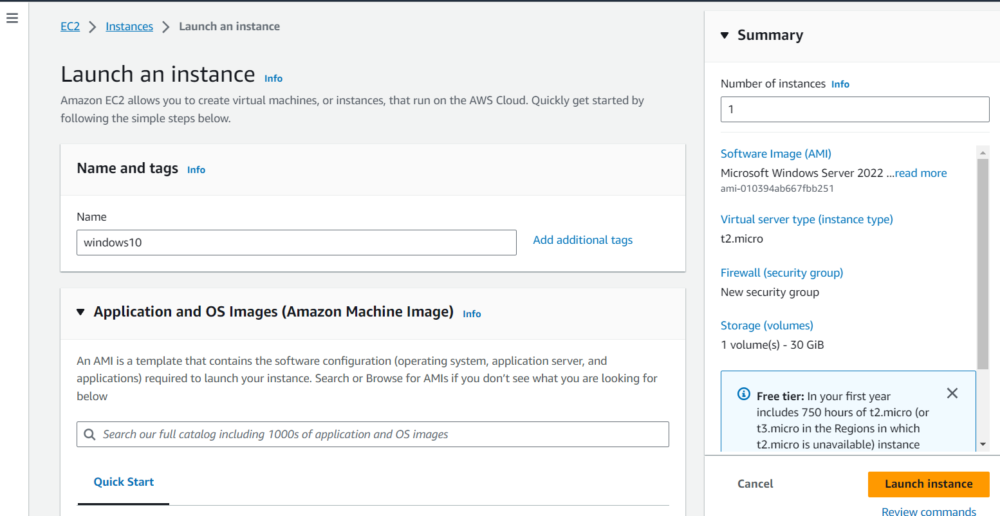 EC2 > Instances > Launch an instance
Launch an instance Info
Amazon EC2 allows you to create virtual machines, or instances, that run on the AWS Cloud. Quickly get started by
following the simple steps below.
Name and tags Info
Name
windows10
Add additional tags
Application and OS Images (Amazon Machine Image) Info
An AMI is a template that contains the software configuration (operating system, application server, and
applications) required to launch your instance. Search or Browse for AMIs if you don’t see what you are looking for
below
Search our full catalog including 1000s of application and OS images
Quick Start
Summary
Number of instances Info
1
Software Image (AMI)
Microsoft Windows Server 2022 ...read more
ami-010394ab667fbb251
Virtual server type (instance type)
t2.micro
Firewall (security group)
New security group
Storage (volumes)
1 volume(s) - 30 GiB
Free tier: In your first year
includes 750 hours of t2.micro (or
t3.micro in the Regions in which
t2.micro is unavailable) instance
Cancel
Launch instance
Review commands